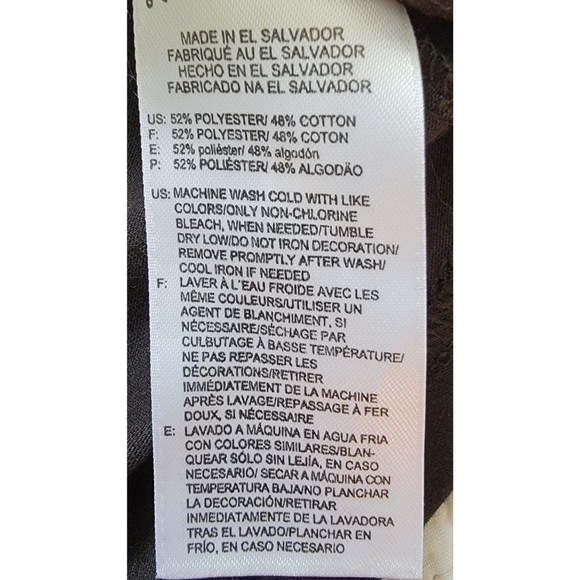 MADE IN EL SALVADOR
FABRIQUÉ AU EL SALVADOR
HECHO EN EL SALVADOR
FABRICADO NA EL SALVADOR
US: 52% POLYESTER/ 48% COTTON
F: 52% POLYESTER/ 48% COTON
E: 52% poliéster/ 48% algodón
P: 52% POLIÉSTER/ 48% ALGODÃO
US: MACHINE WASH COLD WITH LIKE
COLORS/ONLY NON-CHLORINE
BLEACH, WHEN NEEDED/TUMBLE
DRY LOW/DO NOT IRON DECORATION/
REMOVE PROMPTLY AFTER WASH/
COOL IRON IF NEEDED
F: LAVER À L'EAU FROIDE AVEC LES
MÊME COULEURS/UTILISER UN
AGENT DE BLANCHIMENT, SI
NÉCESSAIRE/SÉCHAGE PAR
CULBUTAGE À BASSE TEMPÉRATURE/
NE PAS REPASSER LES
DÉCORATIONS/RETIRER
IMMÉDIATEMENT DE LA MACHINE
APRÈS LAVAGE/REPASSAGE À FER
DOUX, SI NÉCESSAIRE
E: LAVADO A MÁQUINA EN AGUA FRIA
CON COLORES SIMILARES/BLAN-
QUEAR SÓLO SIN LEJÍA, EN CASO
NECESARIO/ SECAR A MÁQUINA CON
TEMPERATURA BAJA/NO PLANCHAR
LA DECORACIÓN/RETIRAR
INMEDIATAMENTE DE LA LAVADORA
TRAS EL LAVADO/PLANCHAR EN
FRÍO, EN CASO NECESARIO